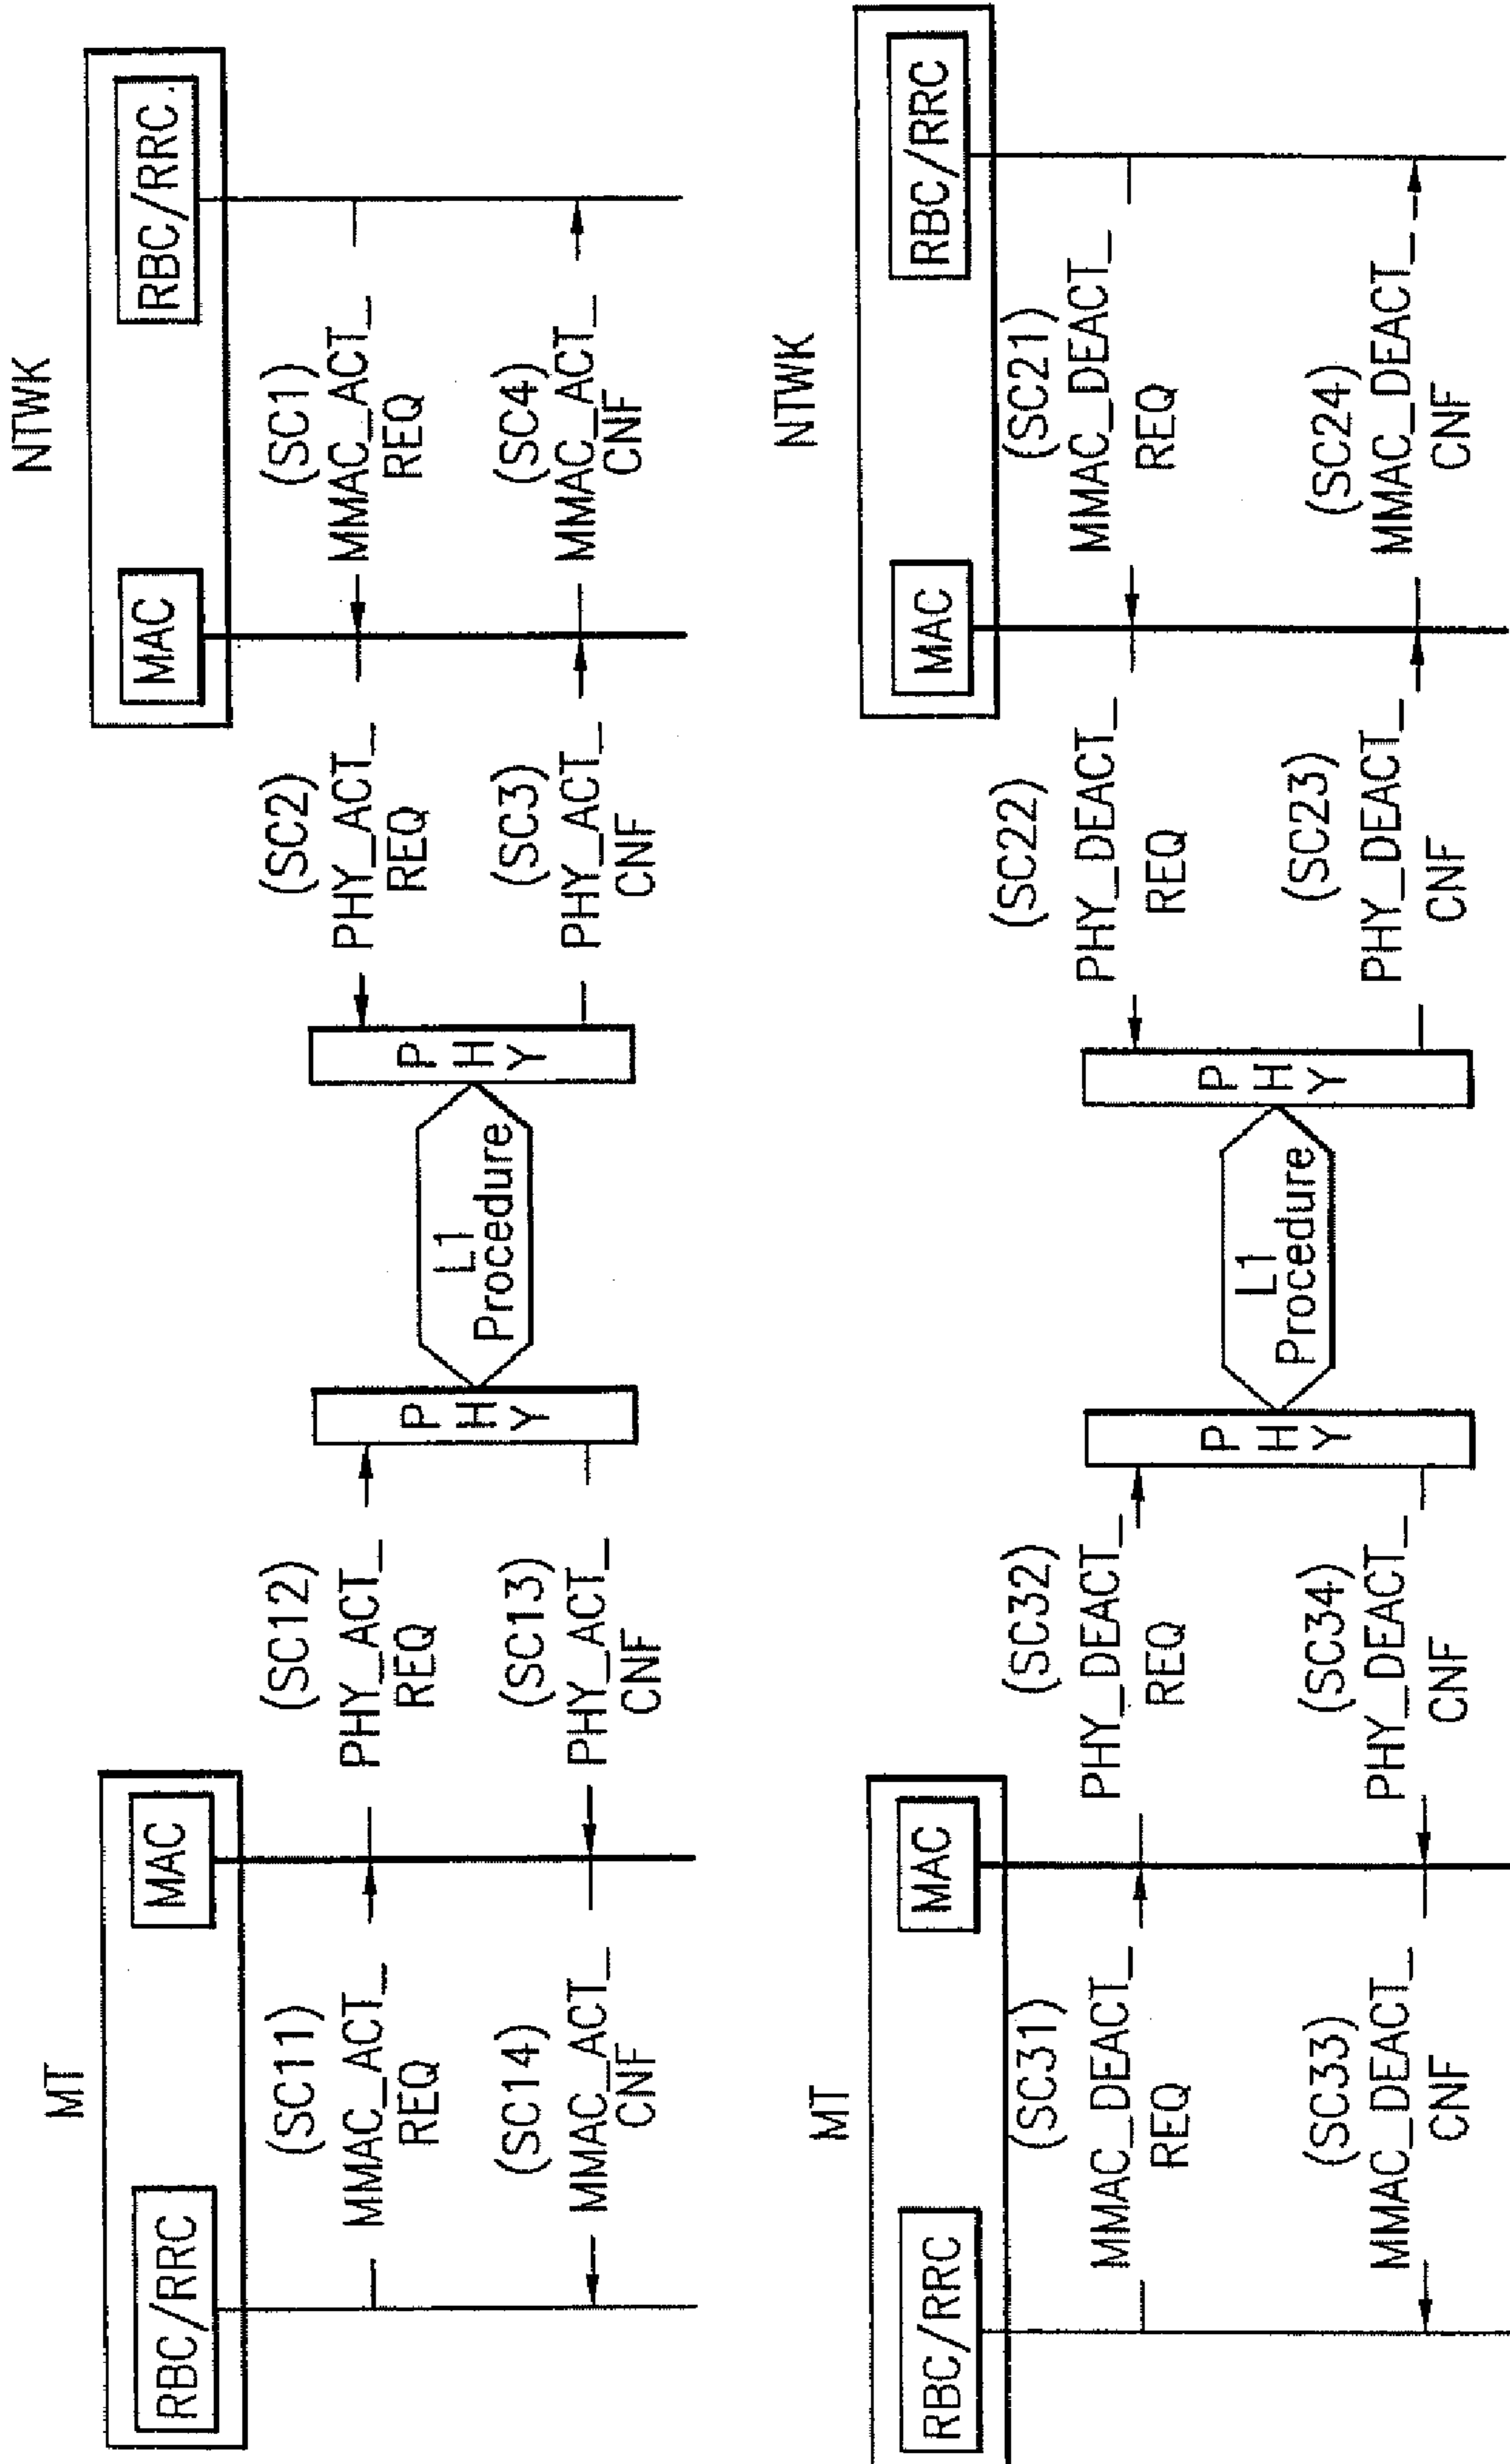 MT
NTWK
RBC/RRC
MAC
MAC
RBC/RRC.
(SC11)
MMAC_ACT_
REQ
(SC12)
PHY_ACT_
REQ
(SC2)
PHY_ACT_
REQ
(SC1)
MMAC_ACT_
REQ
PHY
L1
Procedure
PHY
(SC14)
MMAC_ACT_
CNF
(SC13)
PHY_ACT_
CNF
(SC3)
PHY_ACT_
CNF
(SC4)
MMAC_ACT_
CNF
MT
NTWK
RBC/RRC
MAC
MAC
RBC/RRC
(SC31)
MMAC_DEACT_
REQ
(SC32)
PHY_DEACT_
REQ
(SC22)
PHY_DEACT_
REQ
(SC21)
MMAC_DEACT_
REQ
PHY
L1
Procedure
PHY
(SC33)
MMAC_DEACT_
CNF
(SC34)
PHY_DEACT_
CNF
(SC23)
PHY_DEACT_
CNF
(SC24)
MMAC_DEACT_
CNF